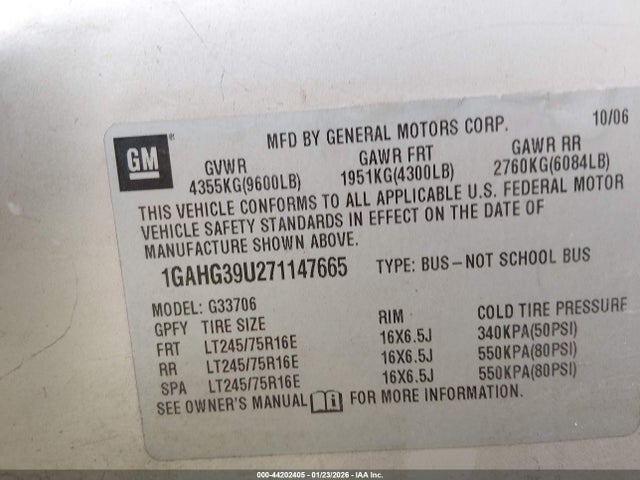 10/06
MFD BY GENERAL MOTORS CORP.
GM
GVWR GAWR FRT GAWR RR
4355KG(9600LB) 1951KG(4300LB) 2760KG(6084LB)
THIS VEHICLE CONFORMS TO ALL APPLICABLE U.S. FEDERAL MOTOR
VEHICLE SAFETY STANDARDS IN EFFECT ON THE DATE OF
MANUFACTURE SHOWN ABOVE.
1GAHG39U271147665 TYPE: BUS-NOT SCHOOL BUS
MODEL: G33706
GPFY TIRE SIZE RIM COLD TIRE PRESSURE
FRT LT245/75R16E 16X6.5J 340KPA(50PSI)
RR LT245/75R16E 16X6.5J 550KPA(80PSI)
SPA LT245/75R16E 16X6.5J 550KPA(80PSI)
SEE OWNER'S MANUAL FOR MORE INFORMATION.
000-44202405 - 01/23/2026 - IAA Inc.